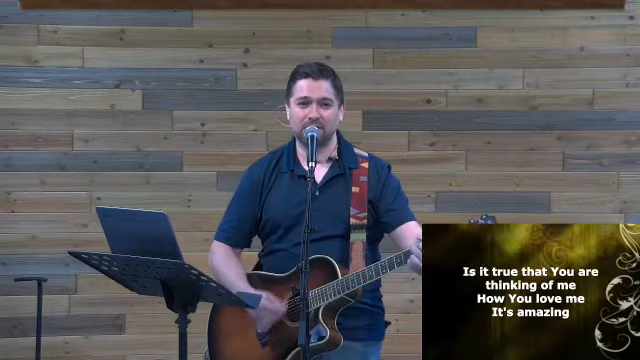 Is it true that You are
thinking of me
How You love me
It's amazing